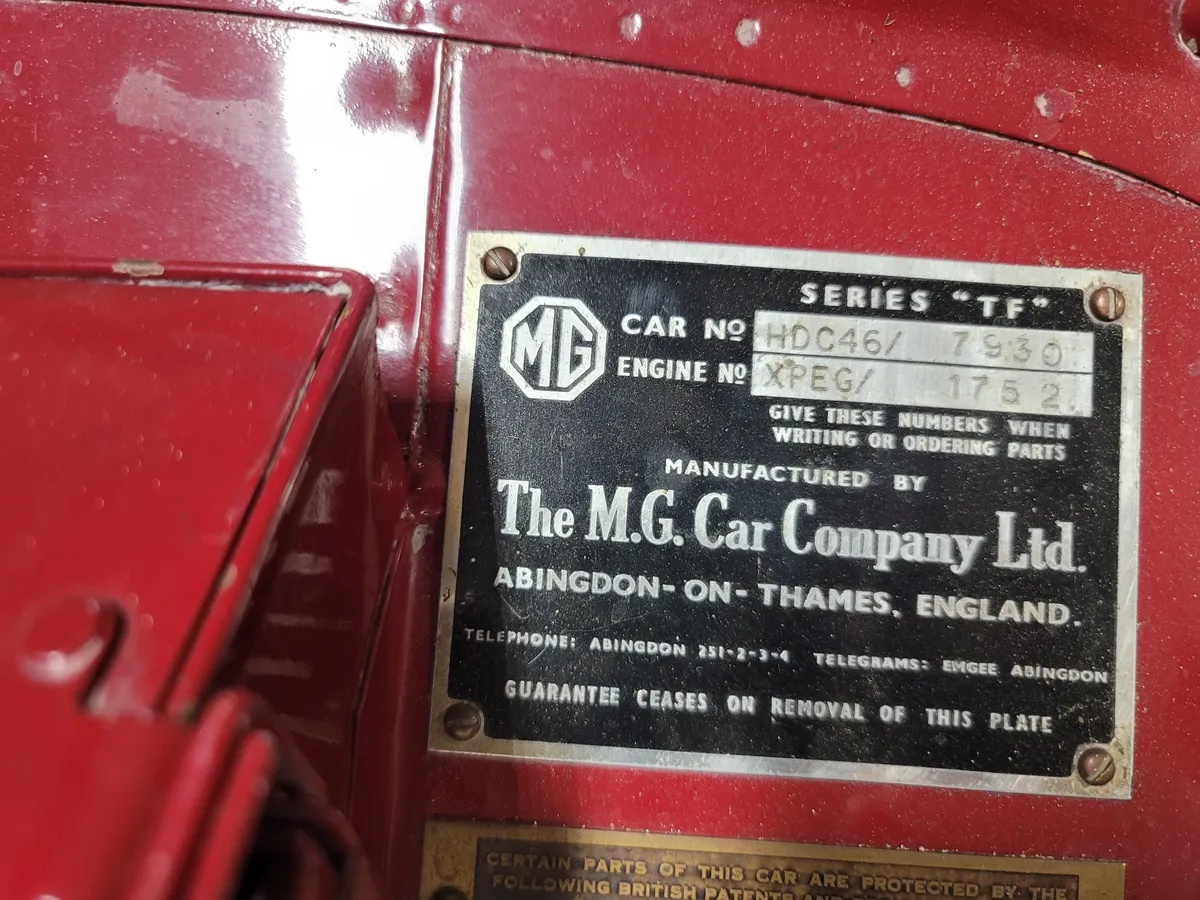 SERIES "TF"
MG
CAR Nº HDC46/ 7930
ENGINE Nº XPEG/ 1752.
GIVE THESE NUMBERS WHEN
WRITING OR ORDERING PARTS
MANUFACTURED BY
The M.G. Car Company Ltd.
ABINGDON-ON-THAMES, ENGLAND.
TELEPHONE: ABINGDON 251-2-3-4 TELEGRAMS: EMGEE ABINGDON
GUARANTEE CEASES ON REMOVAL OF THIS PLATE
CERTAIN PARTS OF THIS CAR ARE PROTECTED BY THE
FOLLOWING BRITISH PATENTS AND